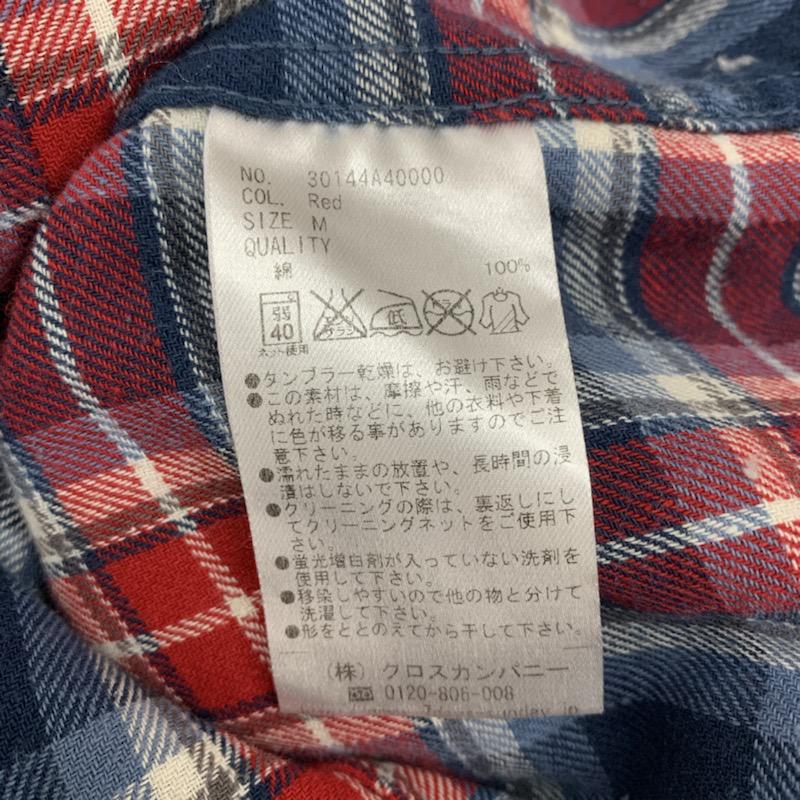 NO. 30144A40000
COL. Red
SIZE M
QUALITY
綿 100%
弱
40
ネット使用
低
●タンブラー乾燥は、お避け下さい。
●この素材は、摩擦や汗、雨などで
ぬれた時などに、他の衣料や下着
に色が移る事がありますのでご注
意下さい。
●濡れたままの放置や、長時間の浸
漬はしないで下さい。
●クリーニングの際は、裏返しにし
てクリーニングネットをご使用下
さい。
●蛍光増白剤が入っていない洗剤を
使用して下さい。
●移染しやすいので他の物と分けて
洗濯して下さい。
●形をととのえてから干して下さい。
(株) クロスカンパニー
0120-806-008